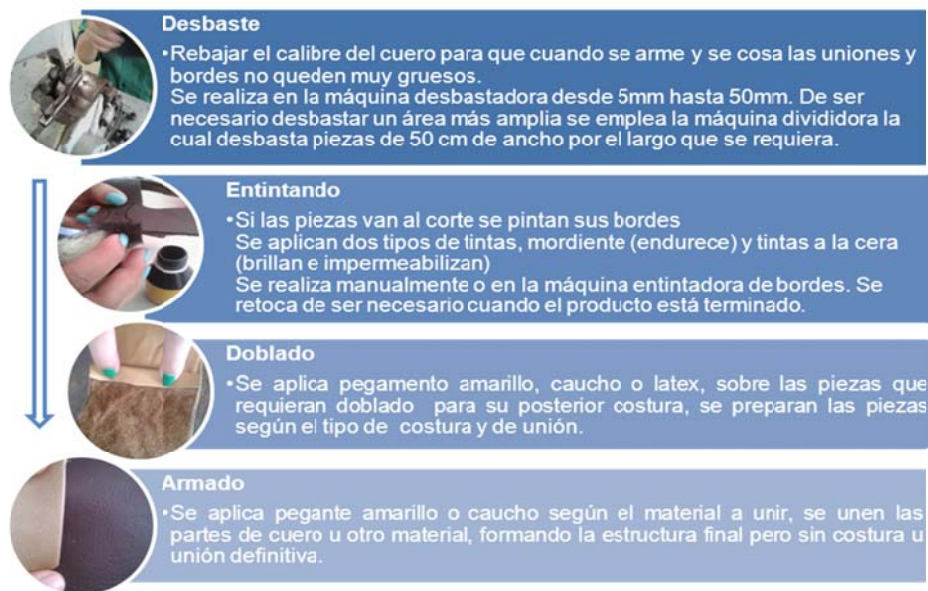 Desbaste
•Rebajar el calibre del cuero para que cuando se arme y se cosa las uniones y
bordes no queden muy gruesos.
Se realiza en la máquina desbastadora desde 5mm hasta 50mm. De ser
necesario desbastar un área más amplia se emplea la máquina divididora la
cual desbasta piezas de 50 cm de ancho por el largo que se requiera.
Entintando
•Si las piezas van al corte se pintan sus bordes
Se aplican dos tipos de tintas, mordiente (endurece) y tintas a la cera
(brillan e impermeabilizan)
Se realiza manualmente o en la máquina entintadora de bordes. Se
retoca de ser necesario cuando el producto está terminado.
Doblado
•Se aplica pegamento amarillo, caucho o latex, sobre las piezas que
requieran doblado para su posterior costura, se preparan las piezas
según el tipo de costura y de unión.
Armado
•Se aplica pegante amarillo o caucho según el material a unir, se unen las
partes de cuero u otro material, formando la estructura final pero sin costura u
unión definitiva.